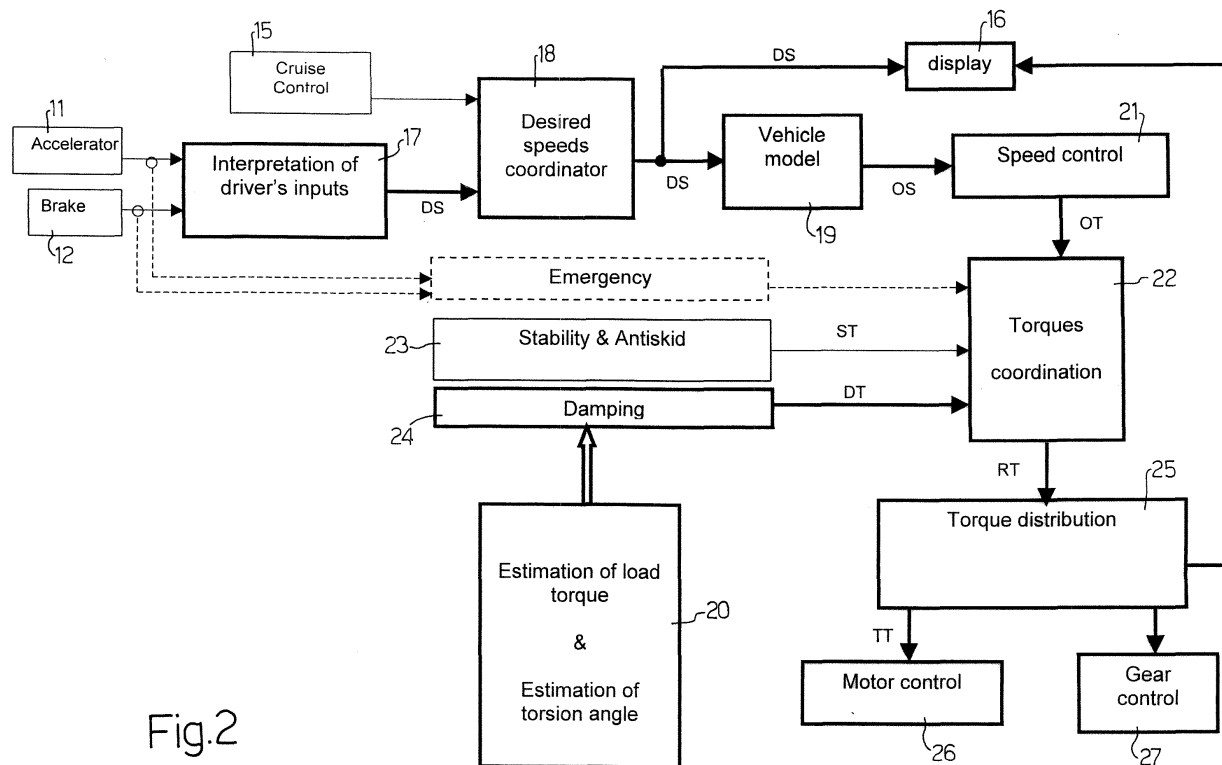 15
Cruise
Control
18
Desired
speeds
coordinator
DS
16
display
11
Accelerator
17
Interpretation of
driver's inputs
DS
Brake
12
DS
Vehicle
model
19
OS
21
Speed control
OT
Emergency
22
Torques
coordination
23
Stability & Antiskid
ST
24
Damping
DT
RT
25
Torque distribution
Estimation of load
torque
&
Estimation of
torsion angle
20
TT
Motor control
26
Gear
control
27
Fig.2